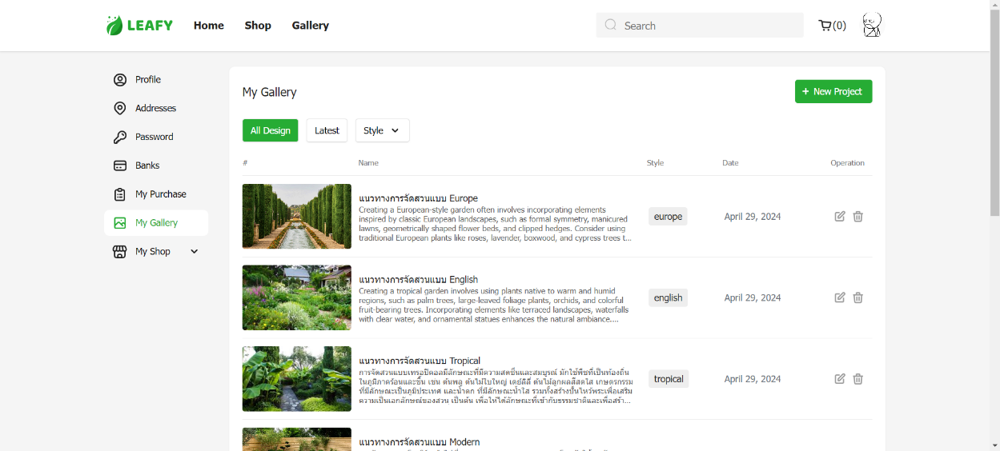 LEAFY
Home
Shop
Gallery
Search
(0)
Profile
Addresses
Password
Banks
My Purchase
My Gallery
My Shop
My Gallery
+ New Project
All Design
Latest
Style
#
Name
Style
Date
Operation
แนวทางการจัดสวนแบบ Europe
Creating a European-style garden often involves incorporating elements
inspired by classic European landscapes, such as formal symmetry, manicured
lawns, geometrically shaped flower beds, and clipped hedges. Consider using
traditional European plants like roses, lavender, boxwood, and cypress trees t...
europe
April 29, 2024
แนวทางการจัดสวนแบบ English
Creating a tropical garden involves using plants native to warm and humid
regions, such as palm trees, large-leaved foliage plants, orchids, and colorful
fruit-bearing trees. Incorporating elements like terraced landscapes, waterfalls
with clear water, and ornamental statues enhances the natural ambiance....
english
April 29, 2024
แนวทางการจัดสวนแบบ Tropical
การจัดสวนแบบเทรอปิคอลมีลักษณะที่มีความสดชื่นและสมบูรณ์ มักใช้พืชที่เป็นท้องถิ่น
ในภูมิภาคร้อนและชื้น เช่น ต้นพลู ต้นไม้ใบใหญ่ เดย์ลีลี่ ต้นไม้ลูกผลสีสดใส เกษตรกรรม
ที่มีลักษณะเป็นภูมิประเทศ และน้ำตก ที่มีลักษณะน้ำใส รวมทั้งสร้างปั้นไหว้พระเพื่อเสริม
ความเป็นเอกลักษณ์ของสวน เป็นต้น เพื่อให้ได้ลักษณะที่เข้ากับธรรมชาติและเพื่อสร้า...
tropical
April 29, 2024
แนวทางการจัดสวนแบบ Modern